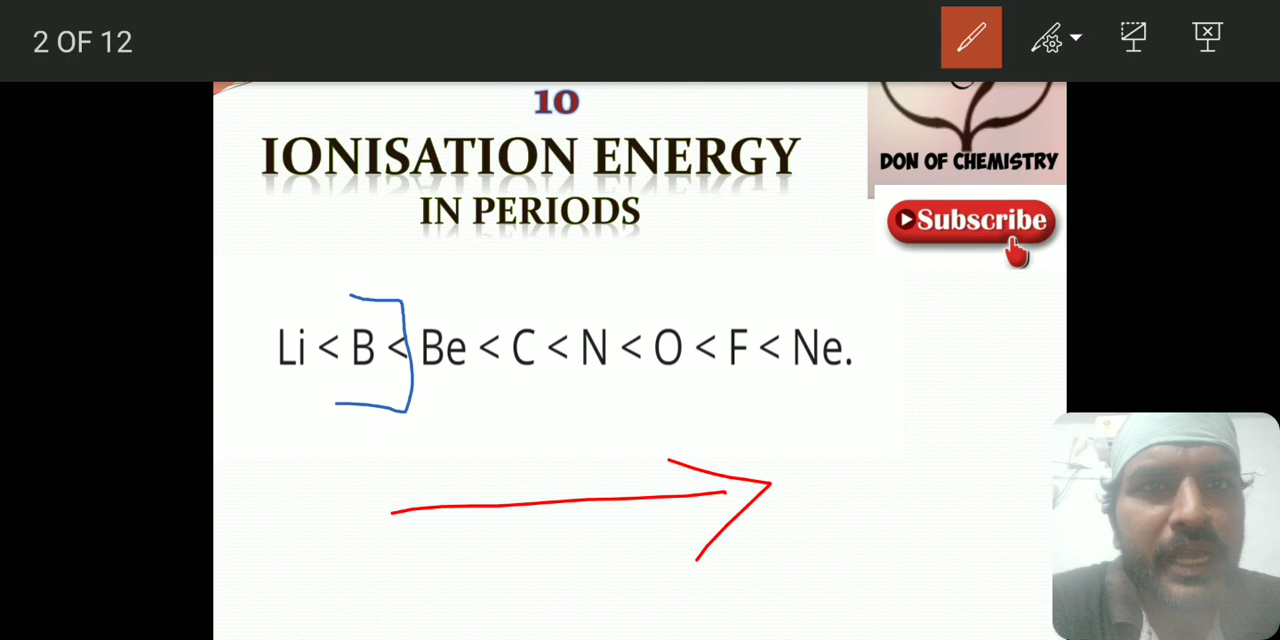 2 OF 12
10
IONISATION ENERGY
IN PERIODS
DON OF CHEMISTRY
Subscribe
Li < B < Be < C < N < O < F < Ne.